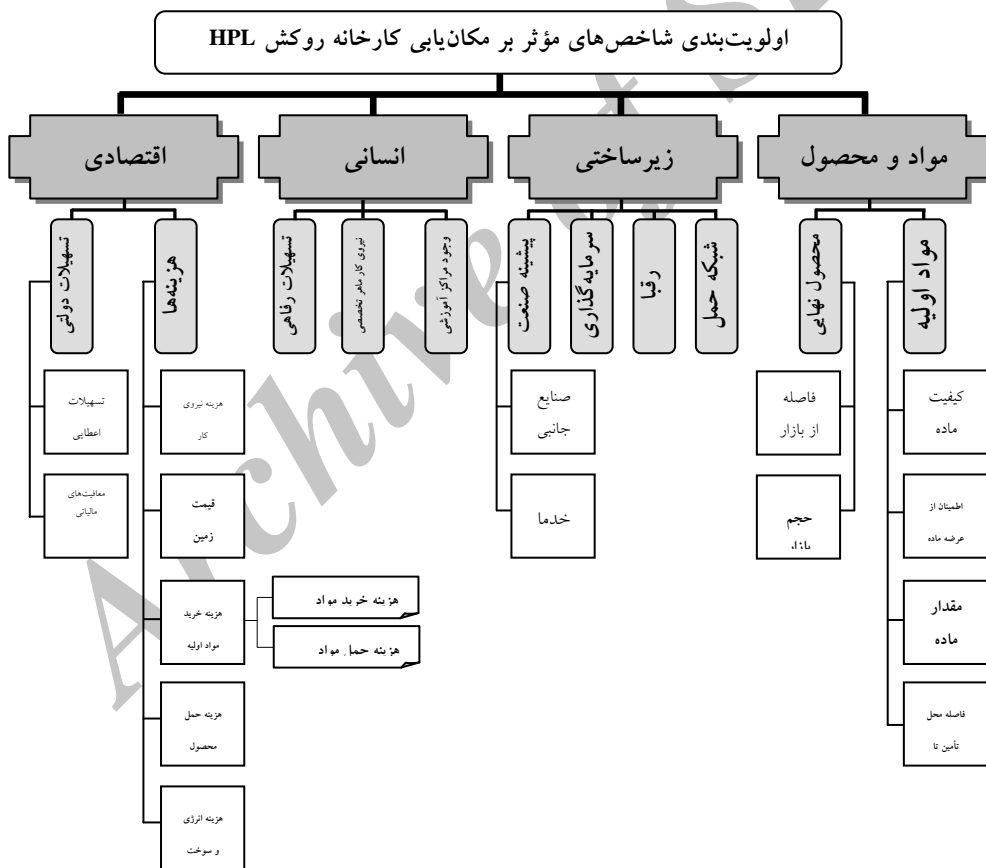 اولویت‌بندی شاخص‌های مؤثر بر مکان‌یابی کارخانه روکش HPL
مواد و محصول
زیرساختی
انسانی
اقتصادی
مواد اولیه
محصول نهایی
شبکه حمل
رقبا
سرمایه‌گذاری
پیشینه صنعت
وجود مراکز آموزشی
نیروی کار ماهر تخصصی
تسهیلات رفاهی
هزینه‌ها
تسهیلات دولتی
کیفیت
ماده
اطمینان از
عرضه ماده
مقدار
ماده
فاصله محل
تأمین تا
فاصله
از بازار
حجم
بازار
صنایع
جانبی
خدما
هزینه نیروی
کار
قیمت
زمین
هزینه خرید
مواد اولیه
هزینه خرید مواد
هزینه حمل مواد
هزینه حمل
محصول
هزینه انرژی
و سوخت
تسهیلات
اعطایی
معافیت‌های
مالیاتی
Archive of S